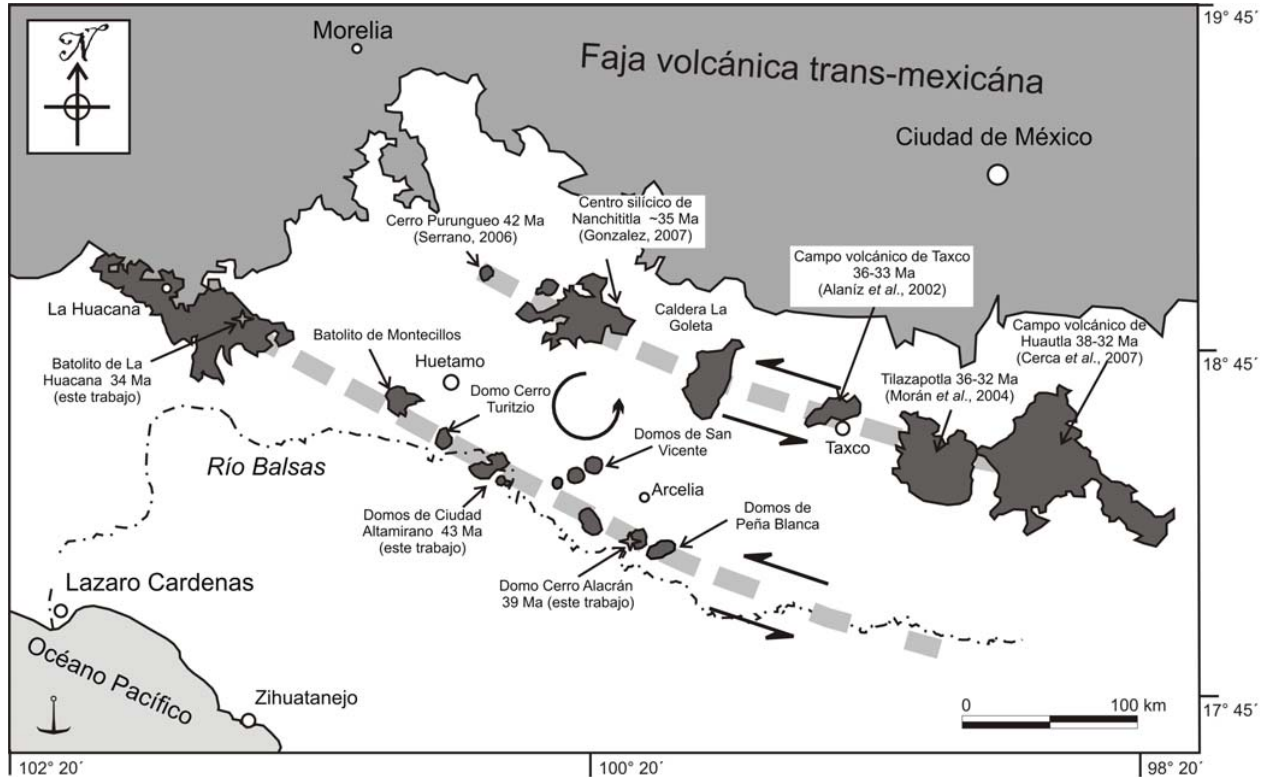 19° 45´
N
Morelia
Faja volcánica trans-mexicána
Ciudad de México
Cerro Purungueo 42 Ma
(Serrano, 2006)
Centro silícico de
Nanchititla ~35 Ma
(Gonzalez, 2007)
Campo volcánico de Taxco
36-33 Ma
(Alaníz et al., 2002)
La Huacana
Caldera La
Goleta
Campo volcánico de
Huautla 38-32 Ma
(Cerca et al., 2007)
Batolito de Montecillos
18° 45´
Batolito de La
Huacana 34 Ma
(este trabajo)
Huetamo
Tilazapotla 36-32 Ma
(Morán et al., 2004)
Domo Cerro
Turitzio
Domos de San
Vicente
Taxco
Río Balsas
Arcelia
Domos de Ciudad
Altamirano 43 Ma
(este trabajo)
Domos de
Peña Blanca
Lazaro Cardenas
Domo Cerro Alacrán
39 Ma (este trabajo)
Océano Pacífico
Zihuatanejo
0 100 km
17° 45´
102° 20´
100° 20´
98° 20´